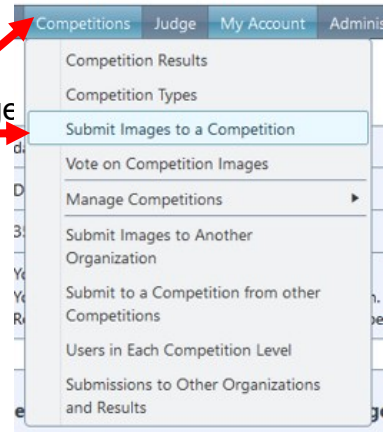 Competitions Judge My Account Adminis
Competition Results
Competition Types
Submit Images to a Competition
Vote on Competition Images
Manage Competitions
Submit Images to Another
Organization
Submit to a Competition from other
Competitions
Users in Each Competition Level
Submissions to Other Organizations
and Results